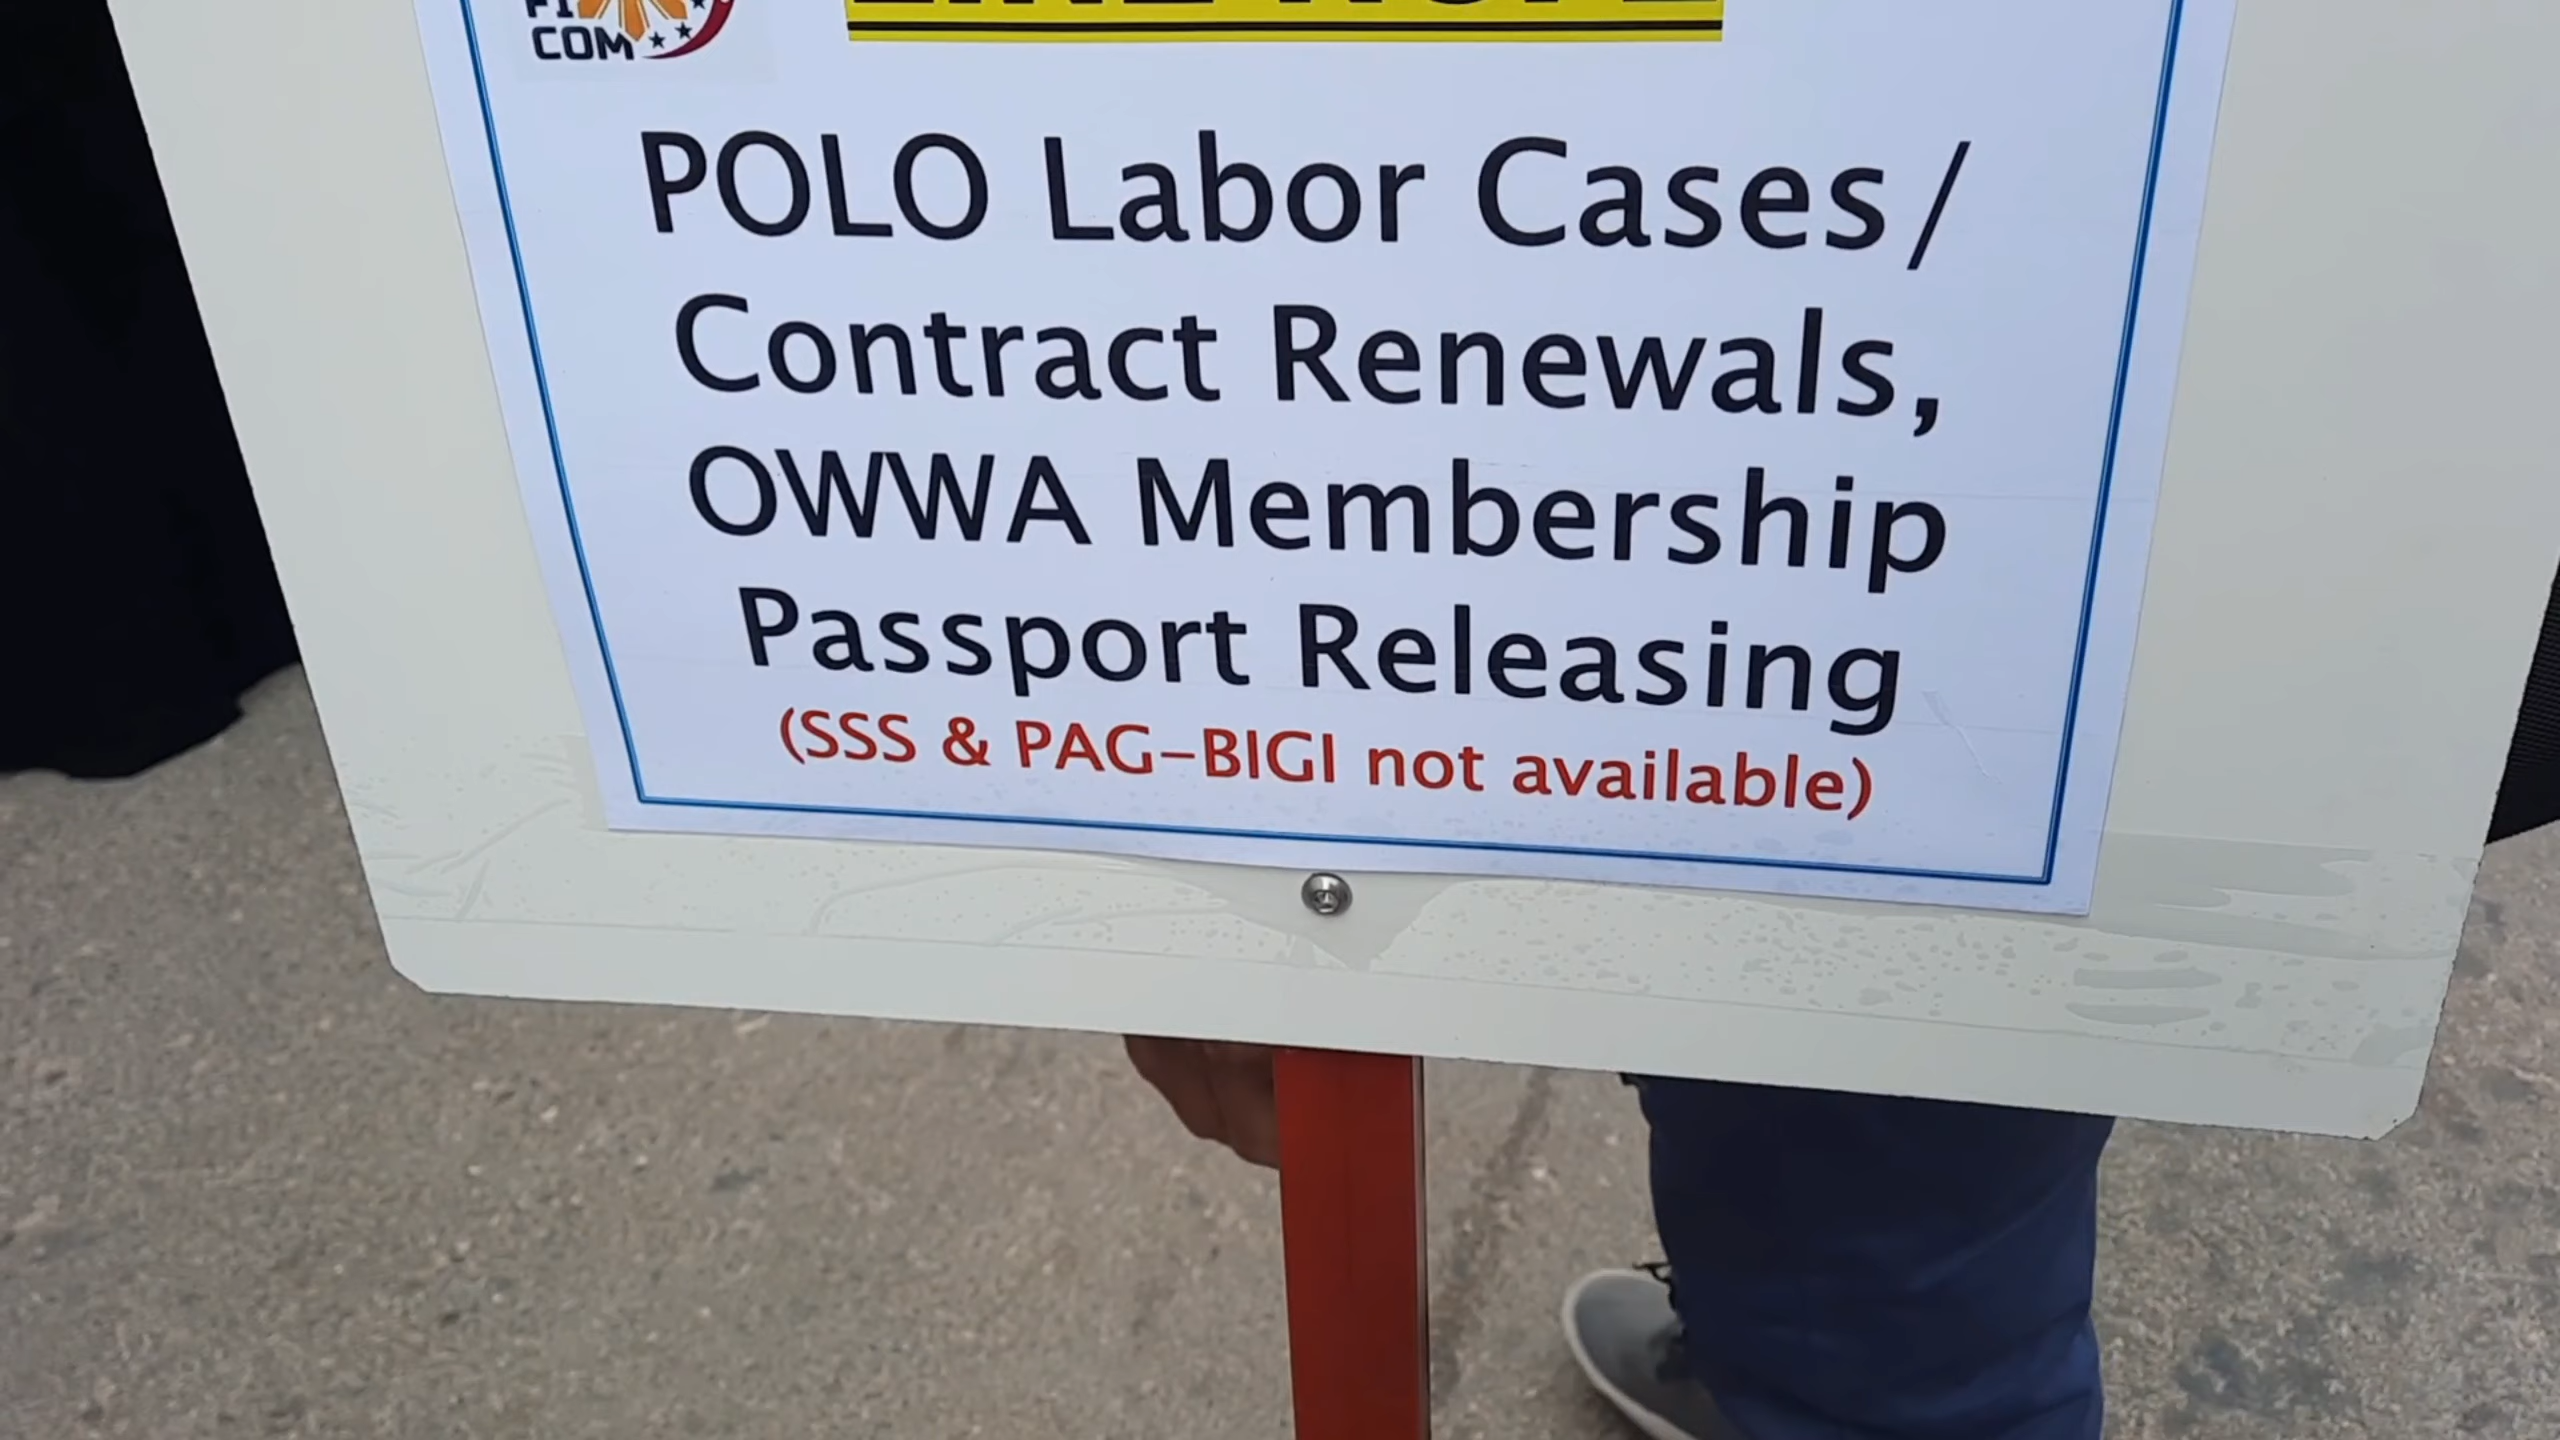 COM
POLO Labor Cases/
Contract Renewals,
OWWA Membership
Passport Releasing
(SSS & PAG-BIGI not available)